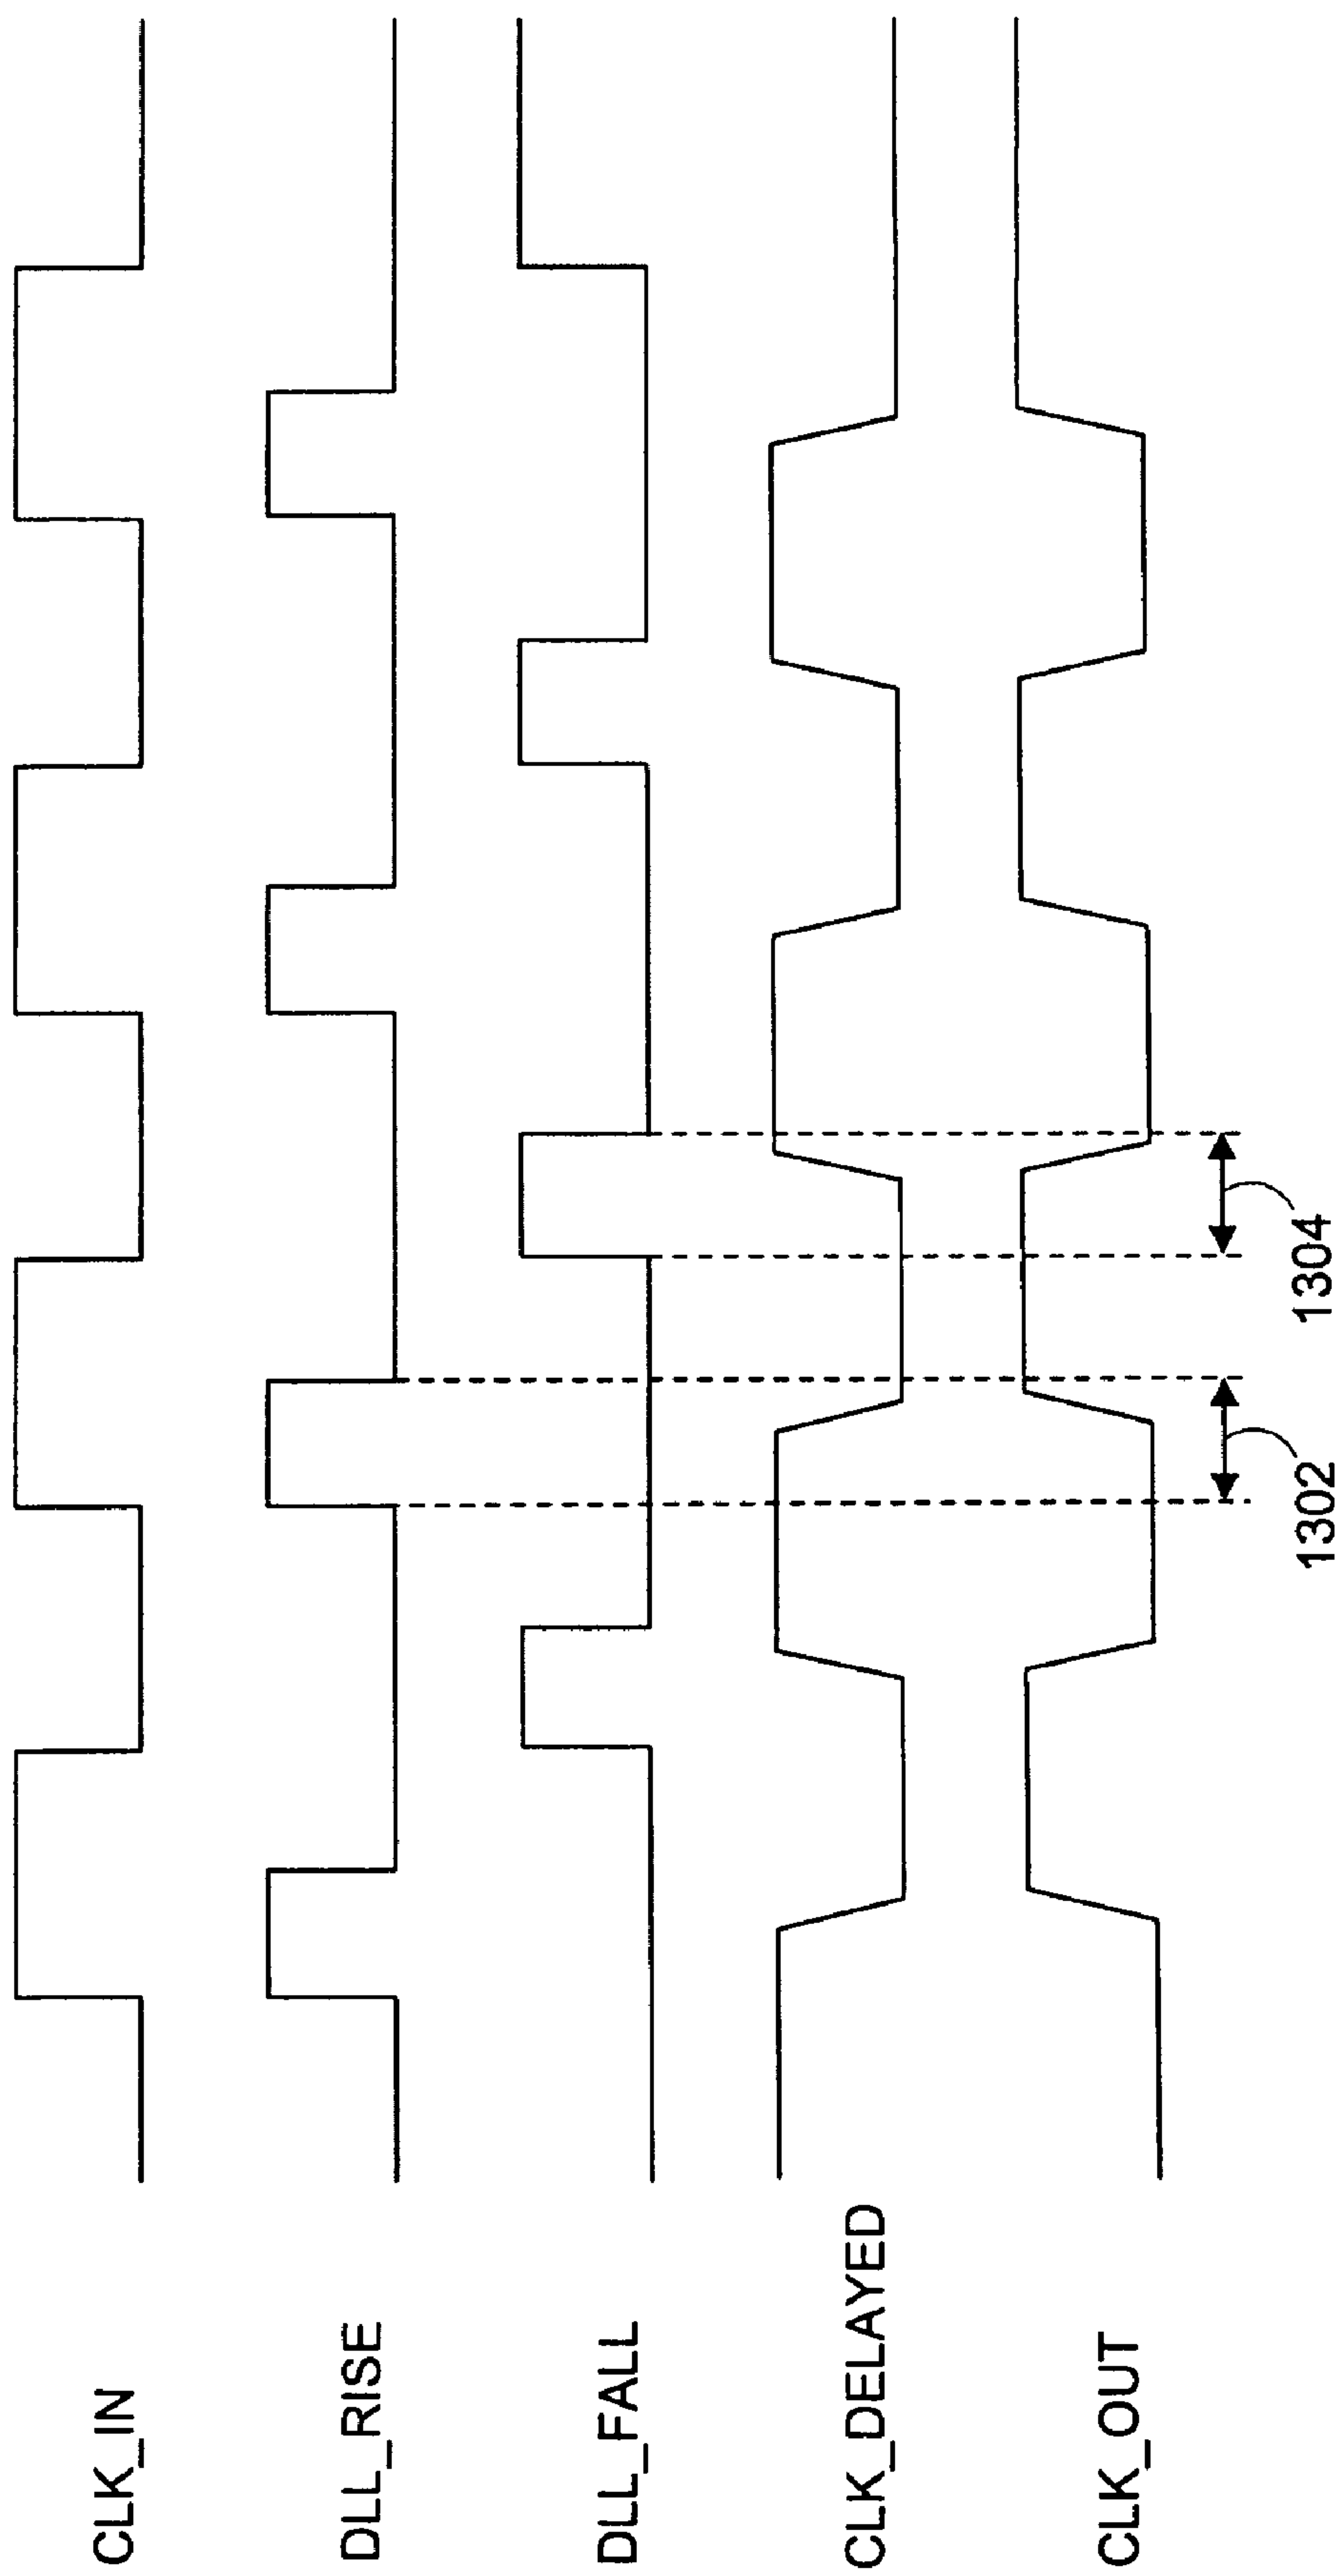 CLK_IN
DLL_RISE
DLL_FALL
CLK_DELAYED
CLK_OUT
1302
1304